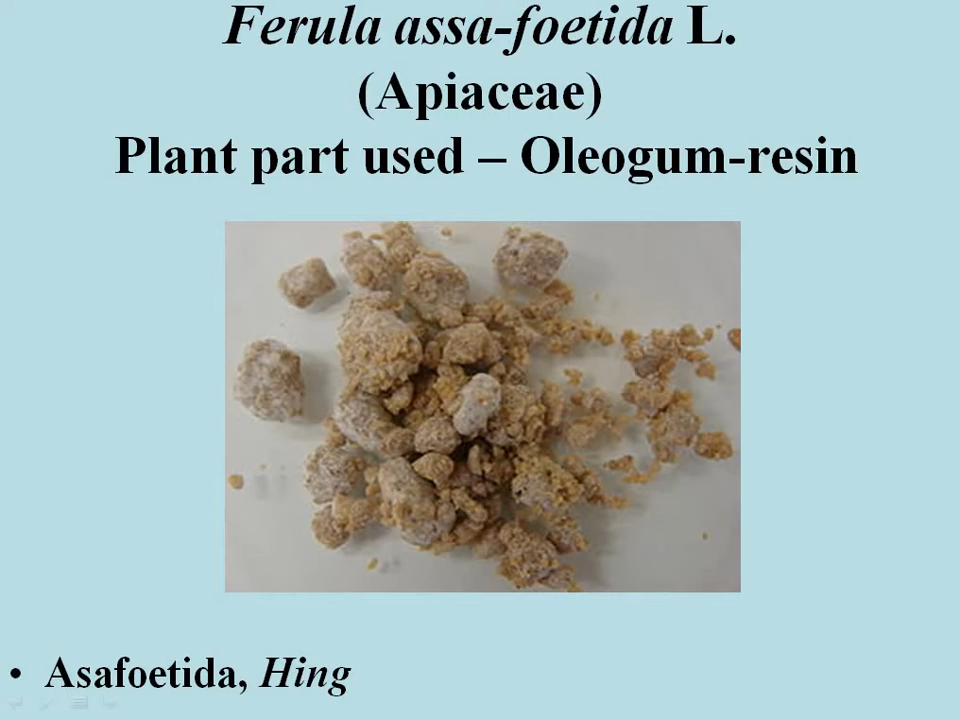 Ferula assa-foetida L.
(Apiaceae)
Plant part used – Oleogum-resin
• Asafoetida, Hing